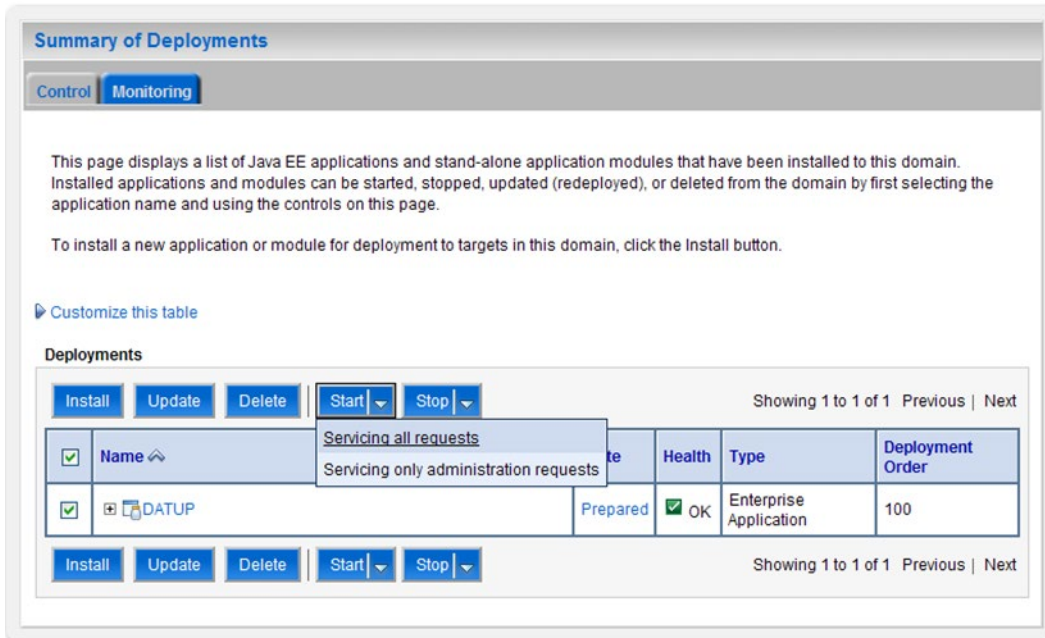 Summary of Deployments
Control Monitoring
This page displays a list of Java EE applications and stand-alone application modules that have been installed to this domain.
Installed applications and modules can be started, stopped, updated (redeployed), or deleted from the domain by first selecting the
application name and using the controls on this page.
To install a new application or module for deployment to targets in this domain, click the Install button.
Customize this table
Deployments
Install Update Delete Start Stop Showing 1 to 1 of 1 Previous | Next
Servicing all requests
Servicing only administration requests
Name te Health Type Deployment
Order
DATUP Prepared OK Enterprise
Application 100
Install Update Delete Start Stop Showing 1 to 1 of 1 Previous | Next